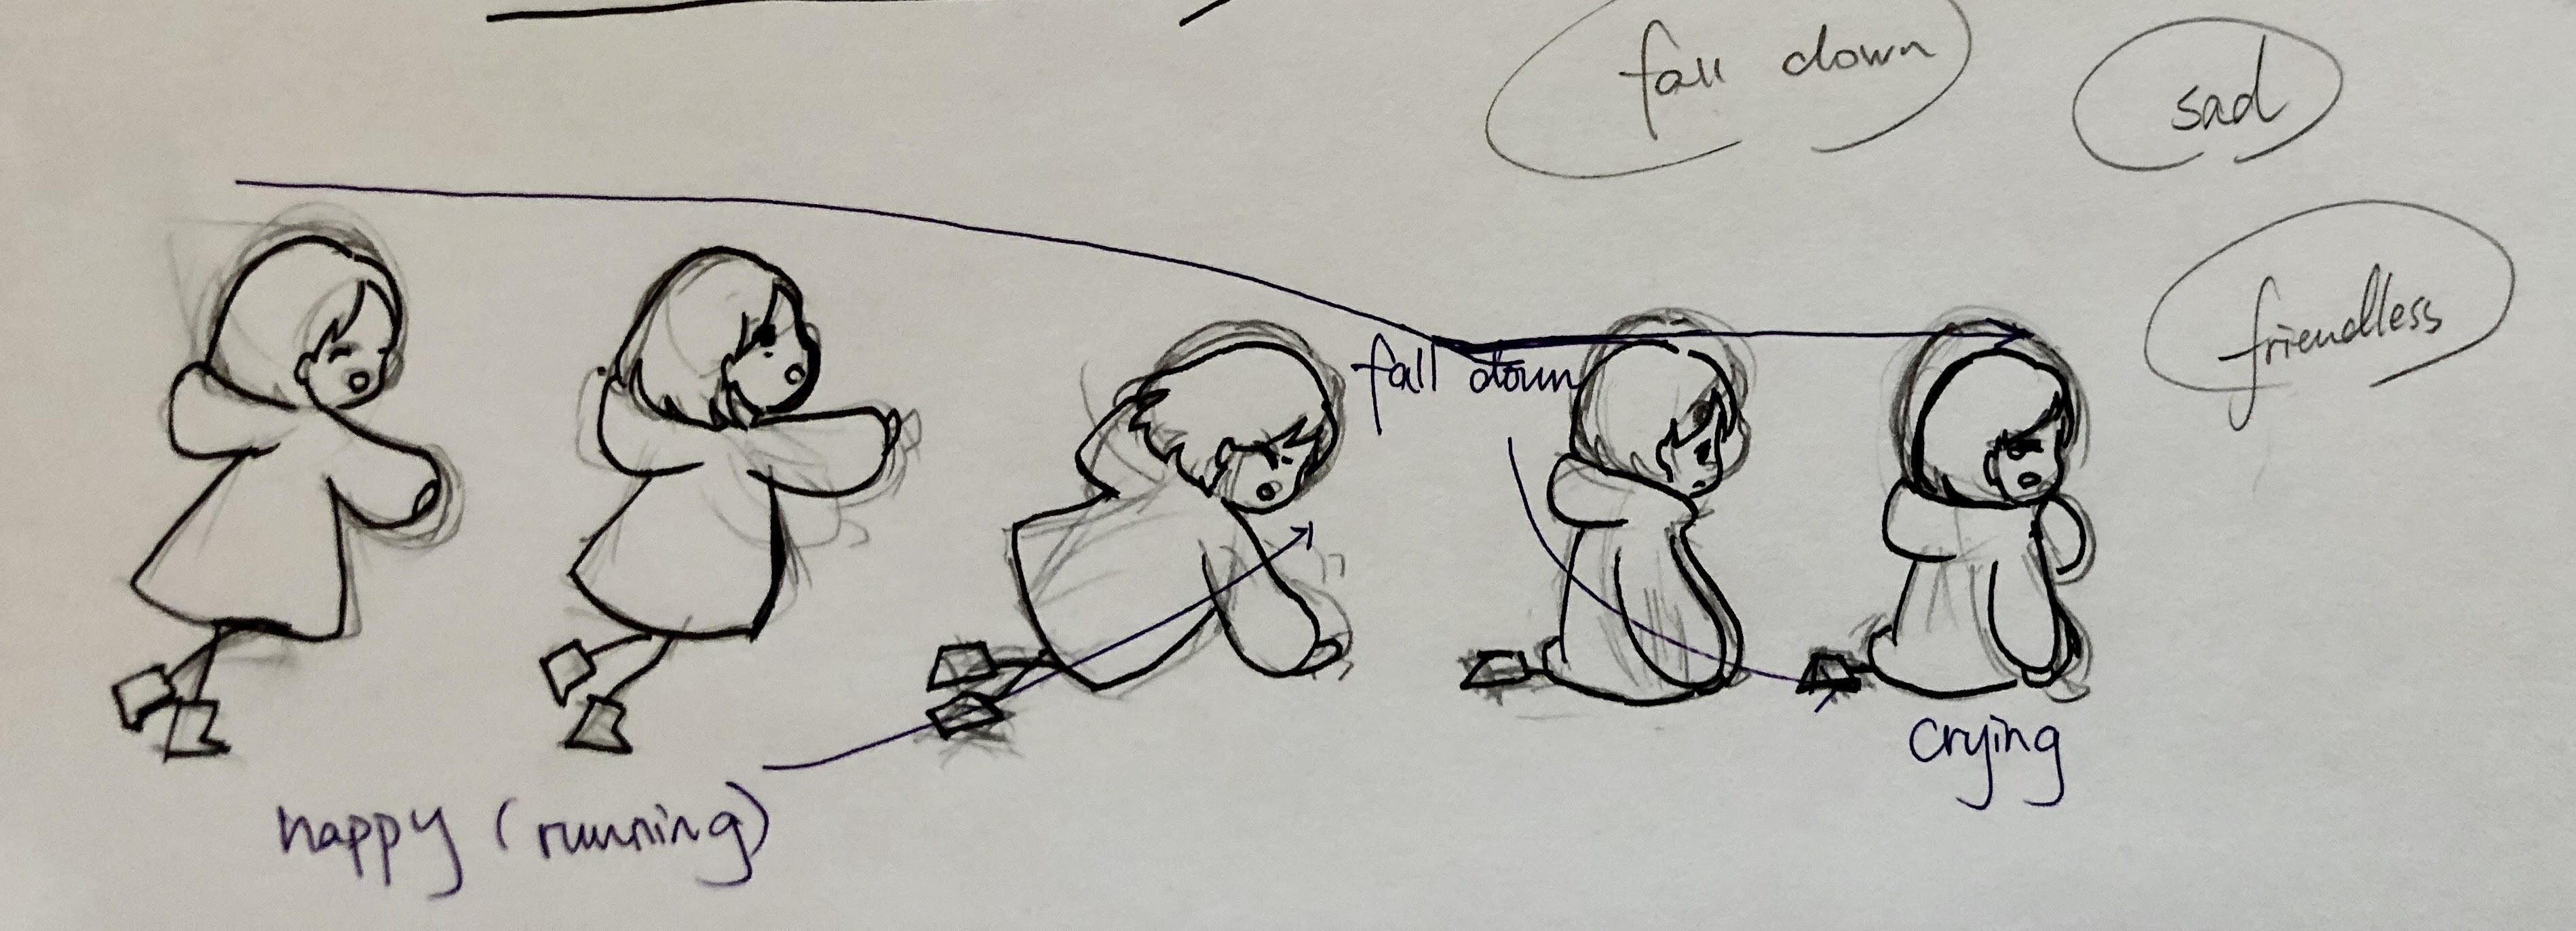 fall down
sad
friendless
fall down
crying
happy (running)